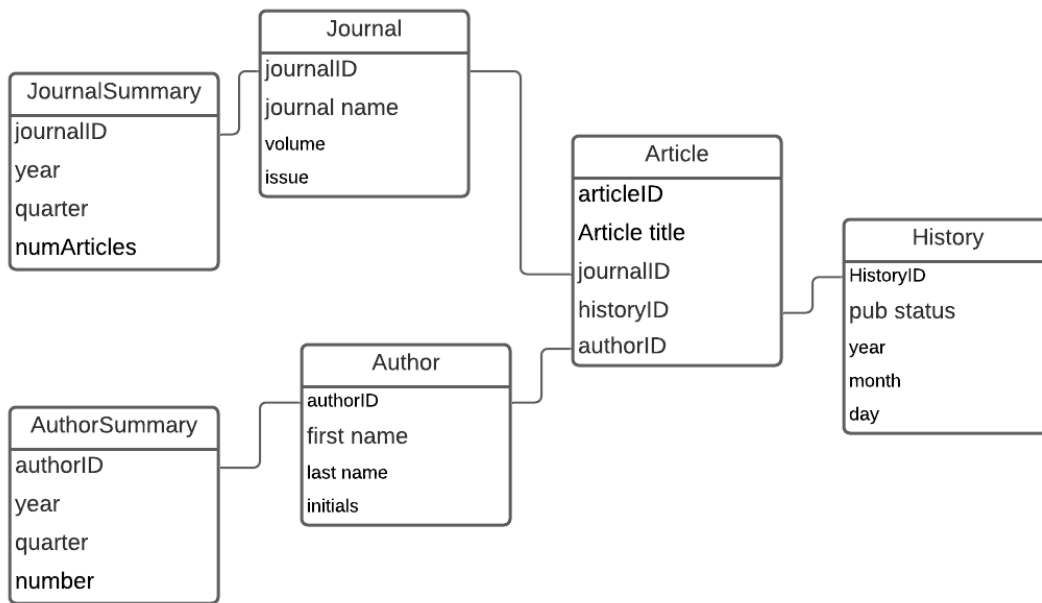 Journal
journalID
journal name
volume
issue
JournalSummary
journalID
year
quarter
numArticles
Article
articleID
Article title
journalID
historyID
authorID
History
HistoryID
pub status
year
month
day
Author
authorID
first name
last name
initials
AuthorSummary
authorID
year
quarter
number